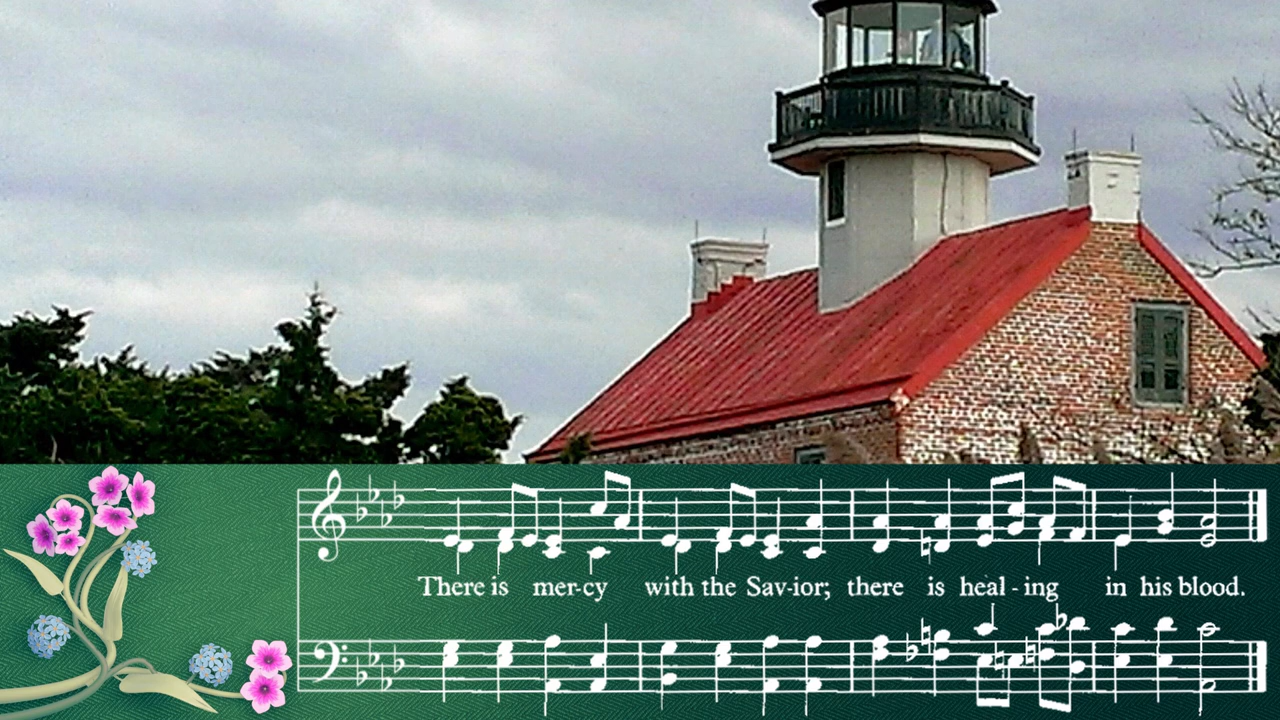 There is mer-cy with the Sav-ior; there is heal-ing in his blood.